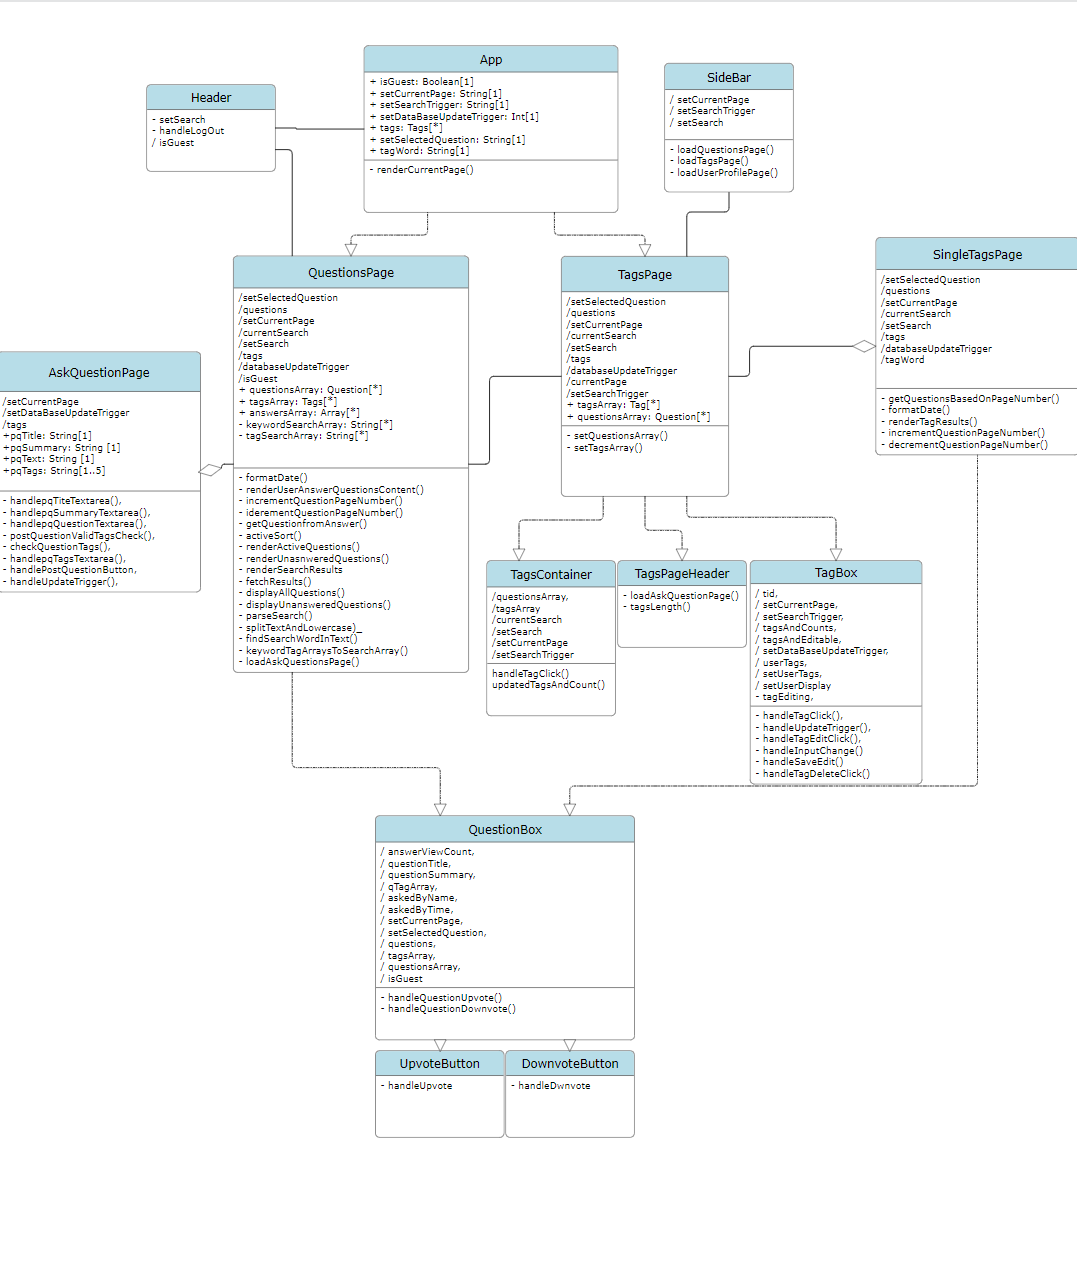 App
+ isGuest: Boolean[1]
+ setCurrentPage: String[1]
+ setSearchTrigger: String[1]
+ setDataBaseUpdateTrigger: Int[1]
+ tags: Tags[*]
+ setSelectedQuestion: String[1]
+ tagWord: String[1]
- renderCurrentPage()
SideBar
/ setCurrentPage
/ setSearchTrigger
/ setSearch
- loadQuestionsPage()
- loadTagsPage()
- loadUserProfilePage()
Header
- setSearch
- handleLogOut
/ isGuest
QuestionsPage
/setSelectedQuestion
/questions
/setCurrentPage
/currentSearch
/setSearch
/tags
/databaseUpdateTrigger
/isGuest
+ questionsArray: Question[*]
+ tagsArray: Tags[*]
+ answersArray: Array[*]
- keywordSearchArray: String[*]
- tagSearchArray: String[*]
- formatDate()
- renderUserAnswerQuestionsContent()
- incrementQuestionPageNumber()
- iderementQuestionPageNumber()
- getQuestionfromAnswer()
- activeSort()
- renderActiveQuestions()
- renderUnasnweredQuestions()
- renderSearchResults
- fetchResults()
- displayAllQuestions()
- displayUnansweredQuestions()
- parseSearch()
- splitTextAndLowercase)_
- findSearchWordInText()
- keywordTagArraysToSearchArray()
- loadAskQuestionsPage()
TagsPage
/setSelectedQuestion
/questions
/setCurrentPage
/currentSearch
/setSearch
/tags
/databaseUpdateTrigger
/currentPage
/setSearchTrigger
+ tagsArray: Tag[*]
+ questionsArray: Question[*]
- setQuestionsArray()
- setTagsArray()
SingleTagsPage
/setSelectedQuestion
/questions
/setCurrentPage
/currentSearch
/setSearch
/tags
/databaseUpdateTrigger
/tagWord
- getQuestionsBasedOnPageNumber()
- formatDate()
- renderTagResults()
- incrementQuestionPageNumber()
- decrementQuestionPageNumber()
AskQuestionPage
/setCurrentPage
/setDataBaseUpdateTrigger
/tags
+pqTitle: String[1]
+pqSummary: String [1]
+pqText: String [1]
+pqTags: String[1..5]
- handlepqTiteTextarea(),
- handlepqSummaryTextarea(),
- handlepqQuestionTextarea(),
- postQuestionValidTagsCheck(),
- checkQuestionTags(),
- handlepqTagsTextarea(),
- handlePostQuestionButton,
- handleUpdateTrigger(),
TagsContainer
/questionsArray,
/tagsArray
/currentSearch
/setSearch
/setCurrentPage
/setSearchTrigger
handleTagClick()
updatedTagsAndCount()
TagsPageHeader
- loadAskQuestionPage()
- tagsLength()
TagBox
/ tid,
/ setCurrentPage,
/ setSearchTrigger,
/ tagsAndCounts,
/ tagsAndEditable,
/ setDataBaseUpdateTrigger,
/ userTags,
/ setUserTags,
/ setUserDisplay
- tagEditing,
- handleTagClick(),
- handleUpdateTrigger(),
- handleTagEditClick(),
- handleInputChange()
- handleSaveEdit()
- handleTagDeleteClick()
QuestionBox
/ answerViewCount,
/ questionTitle,
/ questionSummary,
/ qTagArray,
/ askedByName,
/ askedByTime,
/ setCurrentPage,
/ setSelectedQuestion,
/ questions,
/ tagsArray,
/ questionsArray,
/ isGuest
- handleQuestionUpvote()
- handleQuestionDownvote()
UpvoteButton
- handleUpvote
DownvoteButton
- handleDwnvote